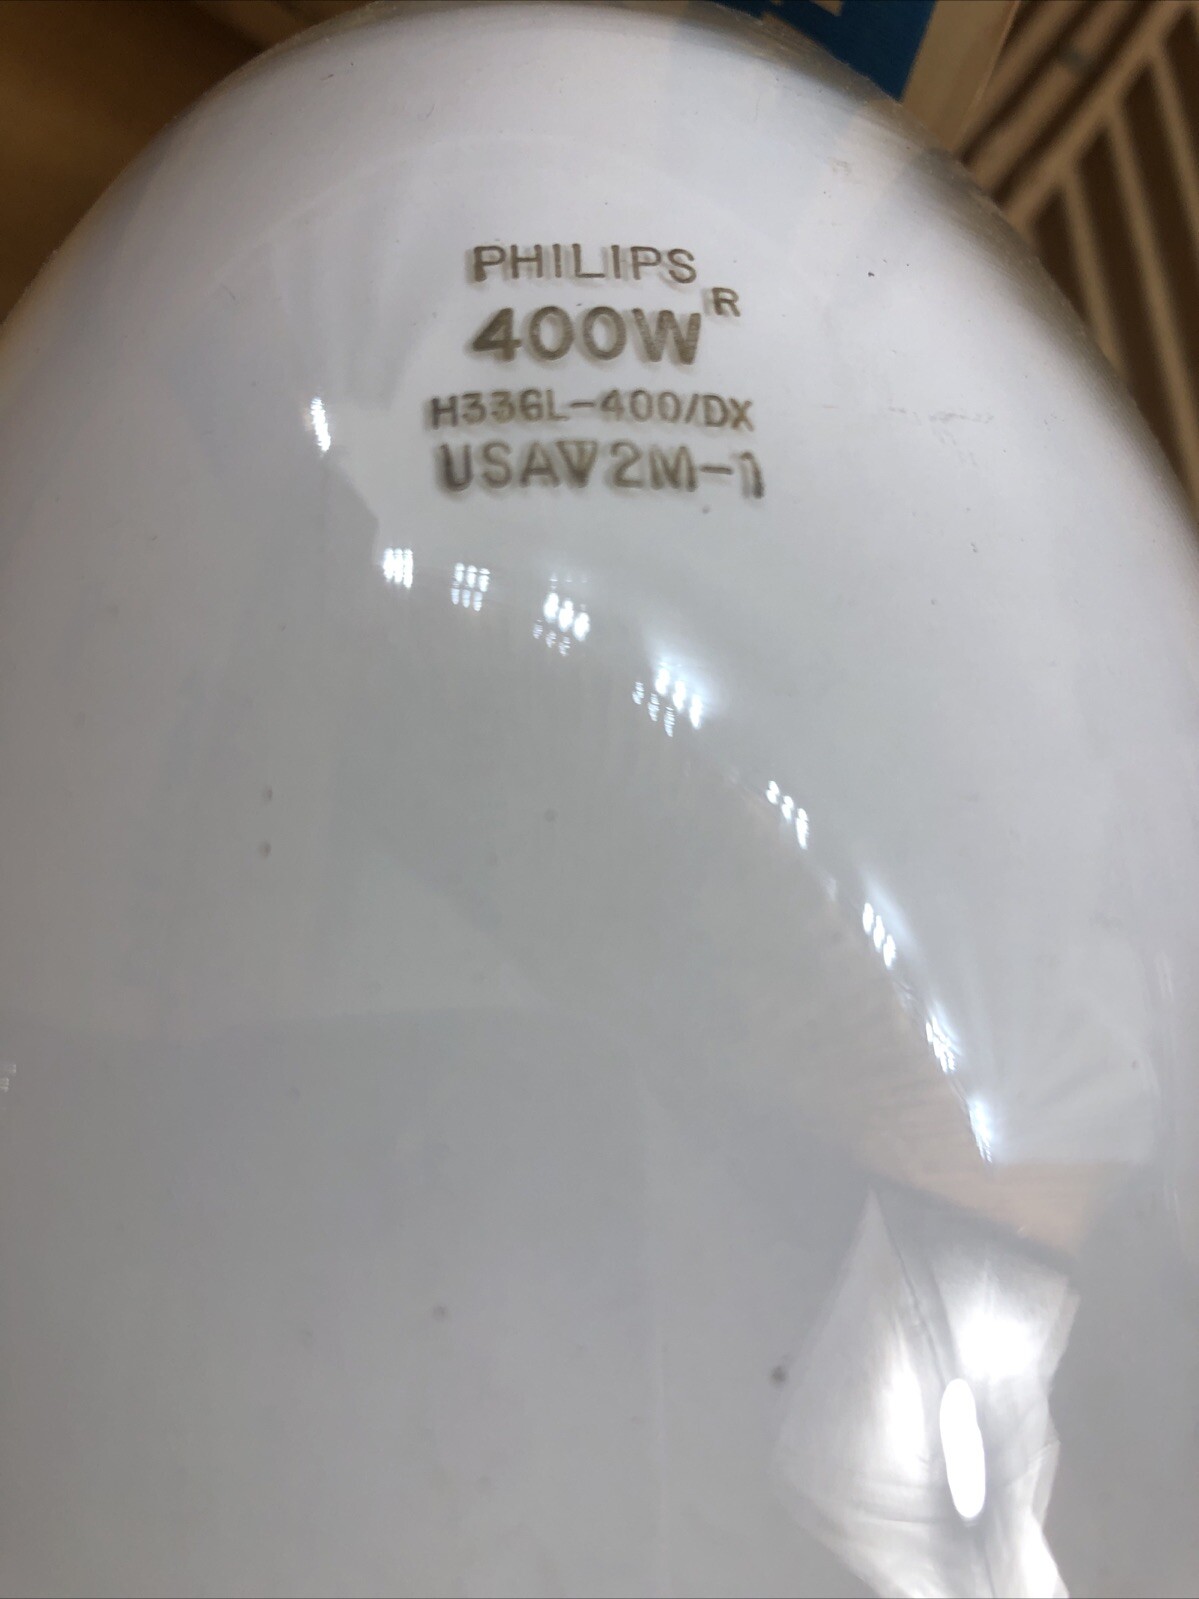 PHILIPS
400W R
H33GL-400/DX
USA 2M-1